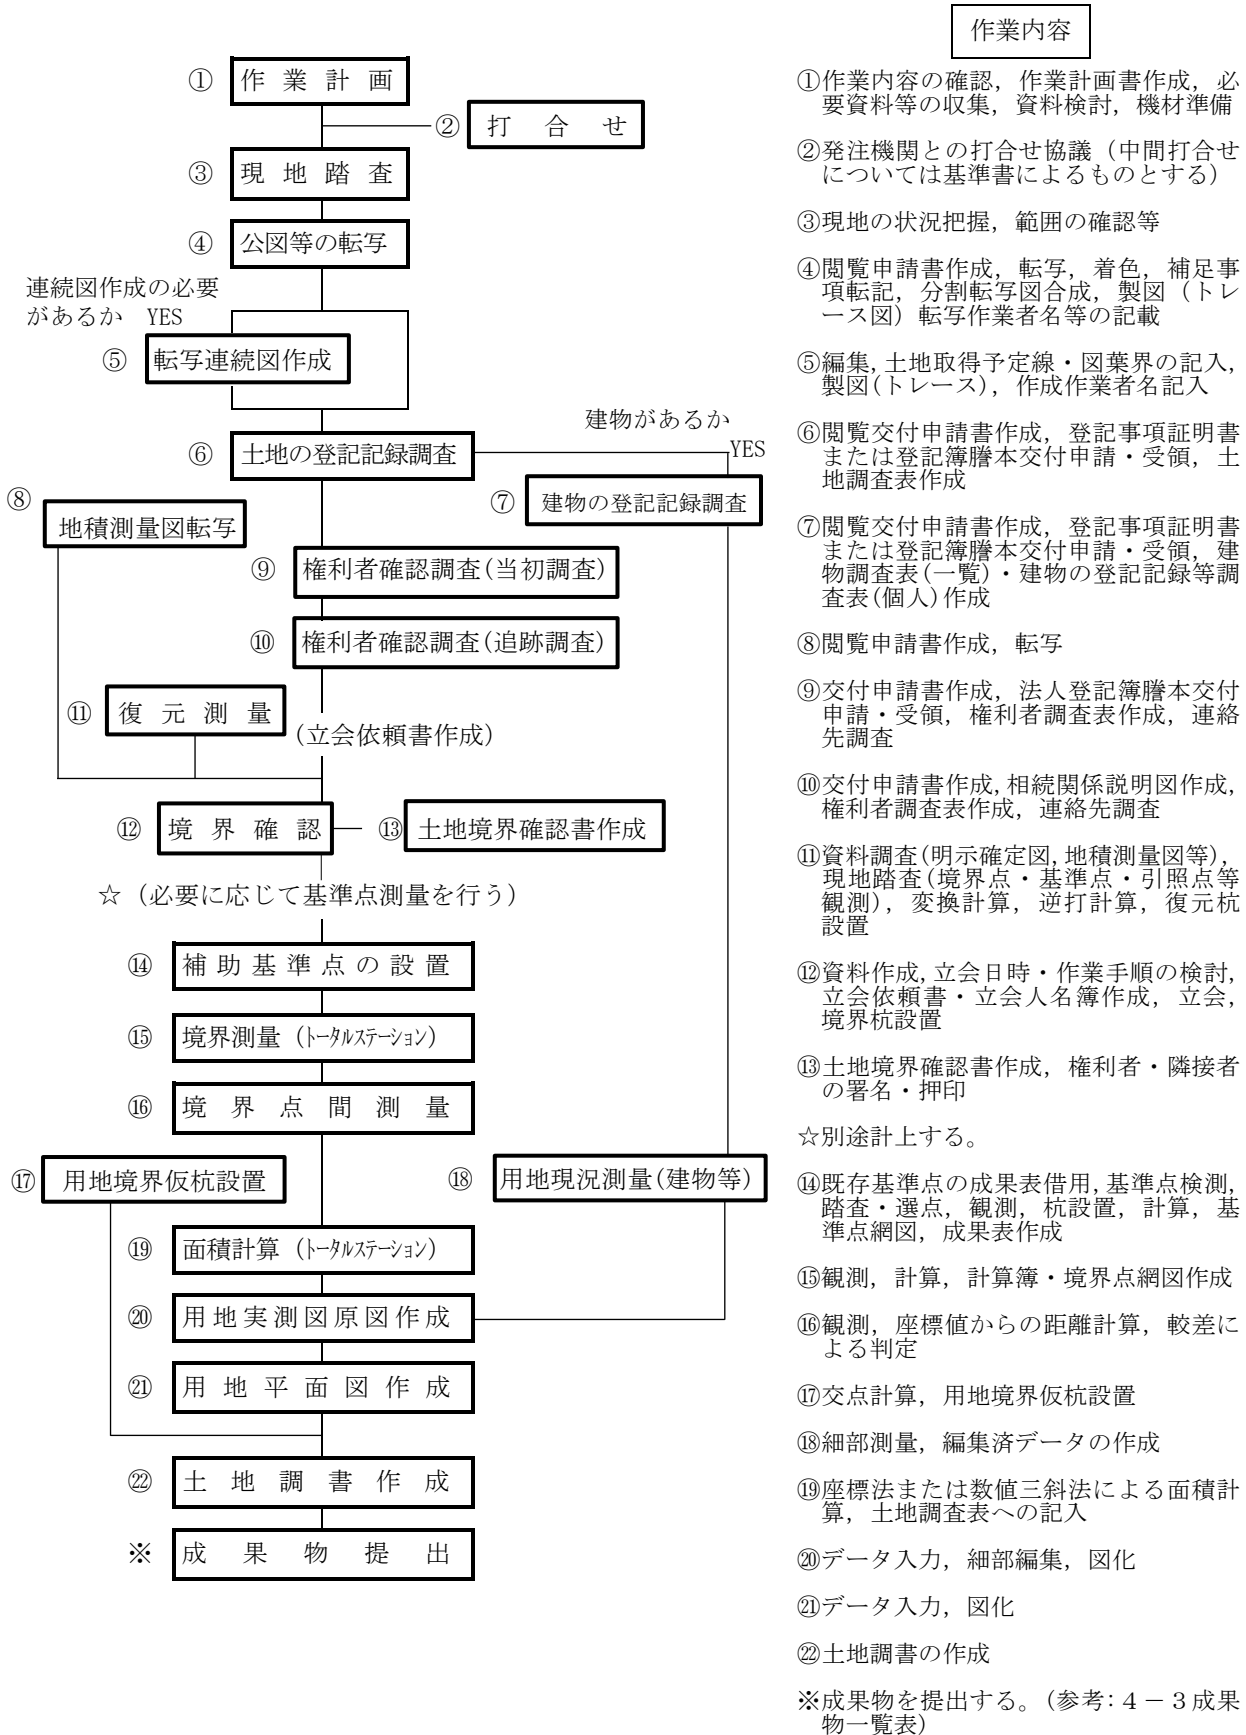 ① 作業計画
② 打合せ
③ 現地踏査
④ 公図等の転写
連続図作成の必要
があるか YES
⑤ 転写連続図作成
建物があるか
YES
⑥ 土地の登記記録調査
⑦ 建物の登記記録調査
⑧ 地積測量図転写
⑨ 権利者確認調査(当初調査)
⑩ 権利者確認調査(追跡調査)
⑪ 復元測量
(立会依頼書作成)
⑫ 境界確認
⑬ 土地境界確認書作成
☆(必要に応じて基準点測量を行う)
⑭ 補助基準点の設置
⑮ 境界測量(トータルステーション)
⑯ 境界点間測量
⑰ 用地境界仮杭設置
⑱ 用地現況測量(建物等)
⑲ 面積計算(トータルステーション)
⑳ 用地実測図原図作成
㉑ 用地平面図作成
㉒ 土地調書作成
※ 成果物提出
作業内容
①作業内容の確認,作業計画書作成,必
要資料等の収集,資料検討,機材準備
②発注機関との打合せ協議(中間打合せ
については基準書によるものとする)
③現地の状況把握,範囲の確認等
④閲覧申請書作成,転写,着色,補足事
項転記,分割転写図合成,製図(トレ
ース図)転写作業者名等の記載
⑤編集,土地取得予定線・図葉界の記入,
製図(トレース),作成作業者名記入
⑥閲覧交付申請書作成,登記事項証明書
または登記簿謄本交付申請・受領,土
地調査表作成
⑦閲覧交付申請書作成,登記事項証明書
または登記簿謄本交付申請・受領,建
物調査表(一覧)・建物の登記記録等調
査表(個人)作成
⑧閲覧申請書作成,転写
⑨交付申請書作成,法人登記簿謄本交付
申請・受領,権利者調査表作成,連絡
先調査
⑩交付申請書作成,相続関係説明図作成,
権利者調査表作成,連絡先調査
⑪資料調査(明示確定図,地積測量図等),
現地踏査(境界点・基準点・引照点等
観測),変換計算,逆打計算,復元杭
設置
⑫資料作成,立会日時・作業手順の検討,
立会依頼書・立会人名簿作成,立会,
境界杭設置
⑬土地境界確認書作成,権利者・隣接者
の署名・押印
☆別途計上する。
⑭既存基準点の成果表借用,基準点検測,
踏査・選点,観測,杭設置,計算,基
準点網図,成果表作成
⑮観測,計算,計算簿・境界点網図作成
⑯観測,座標値からの距離計算,較差に
よる判定
⑰交点計算,用地境界仮杭設置
⑱細部測量,編集済データの作成
⑲座標法または数値三斜法による面積計
算,土地調査表への記入
⑳データ入力,細部編集,図化
㉑データ入力,図化
㉒土地調書の作成
※成果物を提出する。(参考:4-3成果
物一覧表)